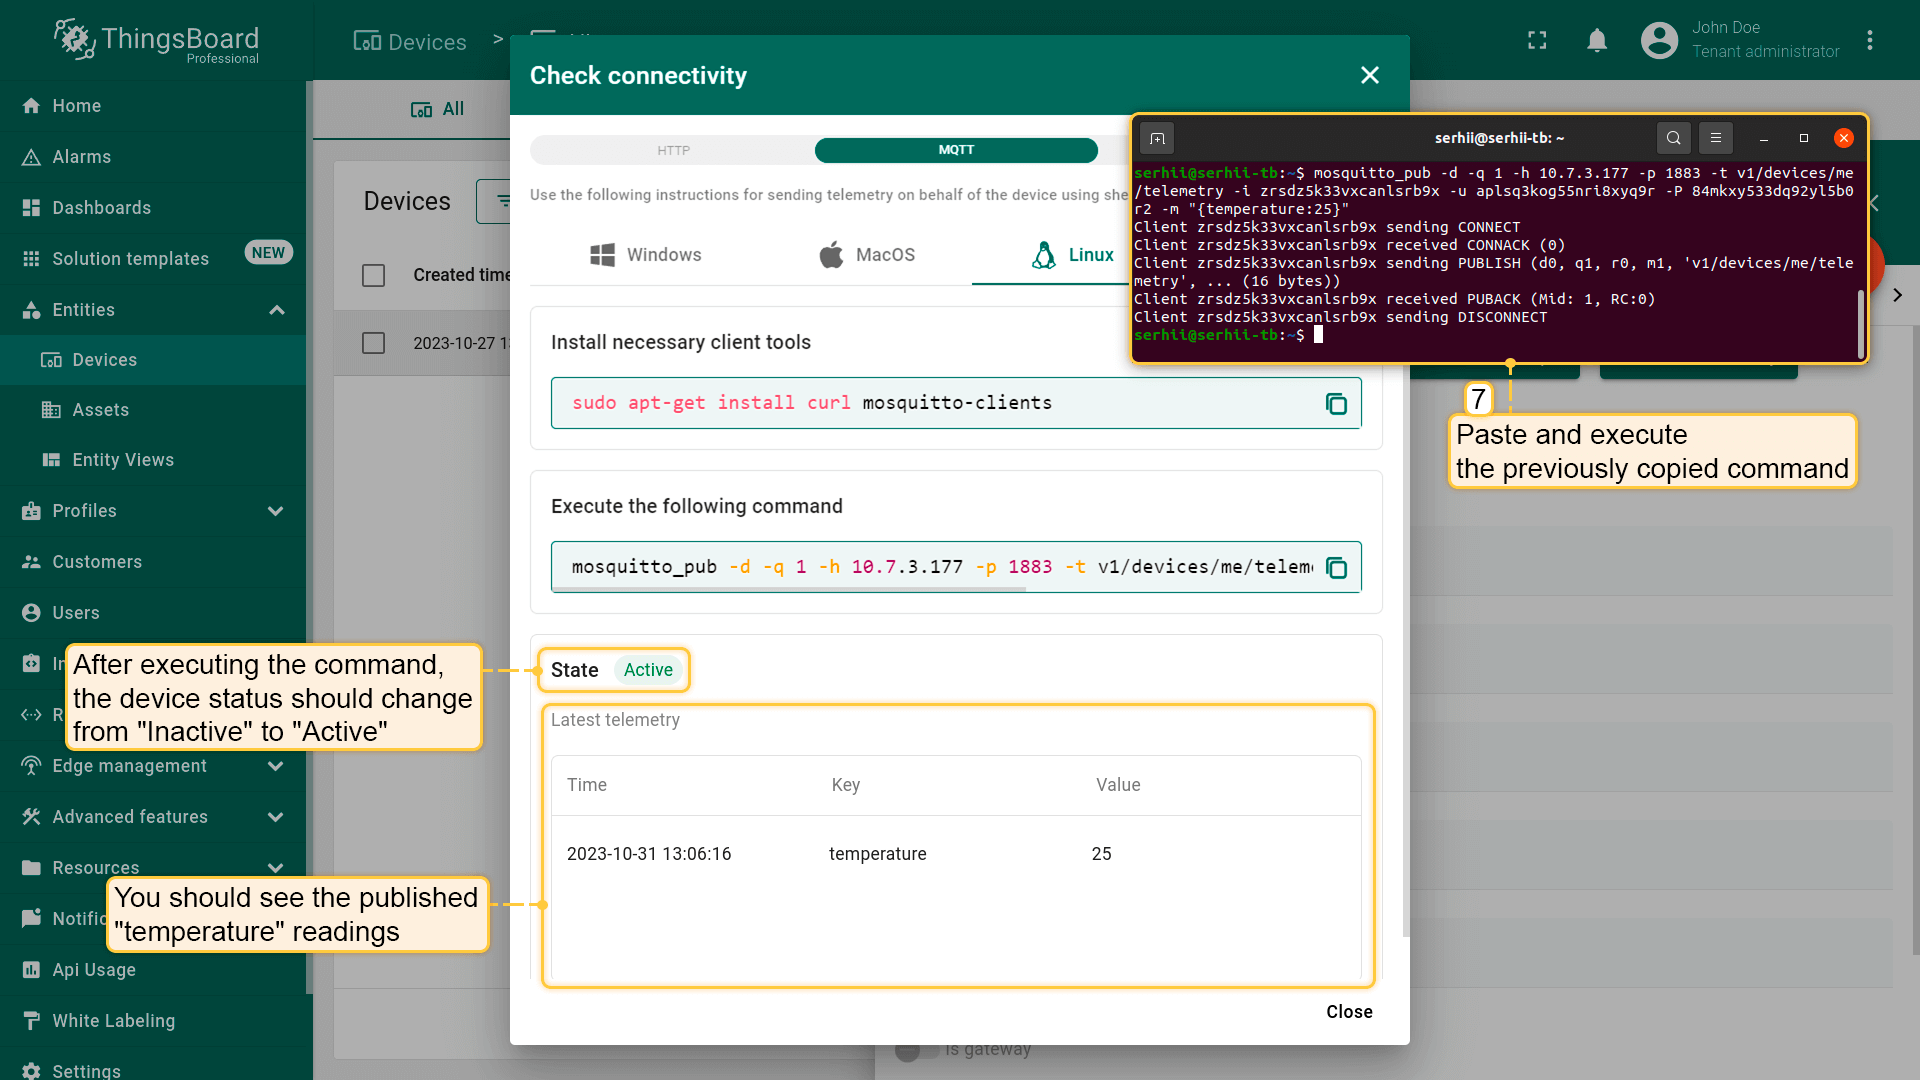 ThingsBoard
Professional
Devices
>
John Doe
Tenant administrator
Home
Alarms
Dashboards
Solution templates
NEW
Entities
Devices
Assets
Entity Views
Profiles
Customers
Users
In
R
Edge management
Advanced features
Resources
Notific
Api Usage
White Labeling
Settings
All
Devices
Created time
2023-10-27 1
Check connectivity
HTTP
MQTT
Use the following instructions for sending telemetry on behalf of the device using she
Windows
MacOS
Linux
Install necessary client tools
sudo apt-get install curl mosquitto-clients
Execute the following command
mosquitto_pub -d -q 1 -h 10.7.3.177 -p 1883 -t v1/devices/me/teleme
State
Active
Latest telemetry
Time
Key
Value
2023-10-31 13:06:16
temperature
25
Close
Is gateway
serhii@serhii-tb: ~
serhii@serhii-tb:~$ mosquitto_pub -d -q 1 -h 10.7.3.177 -p 1883 -t v1/devices/me
/telemetry -i zrsdz5k33vxcanlsrb9x -u aplsq3kog55nri8xyq9r -P 84mkxy533dq92yl5b0
r2 -m "{temperature:25}"
Client zrsdz5k33vxcanlsrb9x sending CONNECT
Client zrsdz5k33vxcanlsrb9x received CONNACK (0)
Client zrsdz5k33vxcanlsrb9x sending PUBLISH (d0, q1, r0, m1, 'v1/devices/me/tele
metry', ... (16 bytes))
Client zrsdz5k33vxcanlsrb9x received PUBACK (Mid: 1, RC:0)
Client zrsdz5k33vxcanlsrb9x sending DISCONNECT
serhii@serhii-tb:~$
7
Paste and execute
the previously copied command
After executing the command,
the device status should change
from "Inactive" to "Active"
You should see the published
"temperature" readings